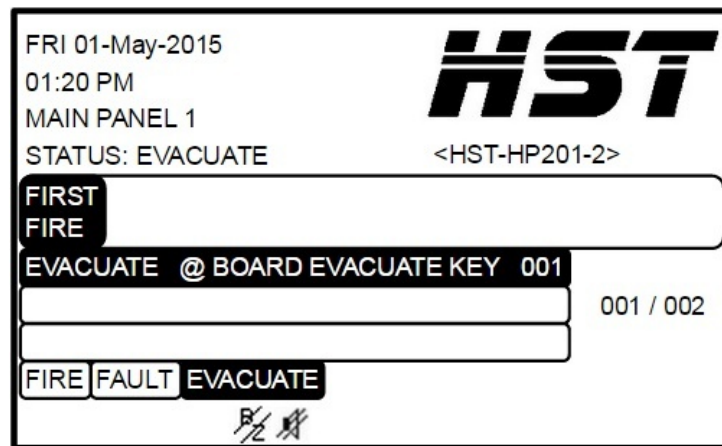 FRI 01-May-2015
HST
01:20 PM
MAIN PANEL 1
STATUS: EVACUATE <HST-HP201-2>
FIRST
FIRE
EVACUATE @ BOARD EVACUATE KEY 001
001 / 002
FIRE FAULT EVACUATE
B/Z